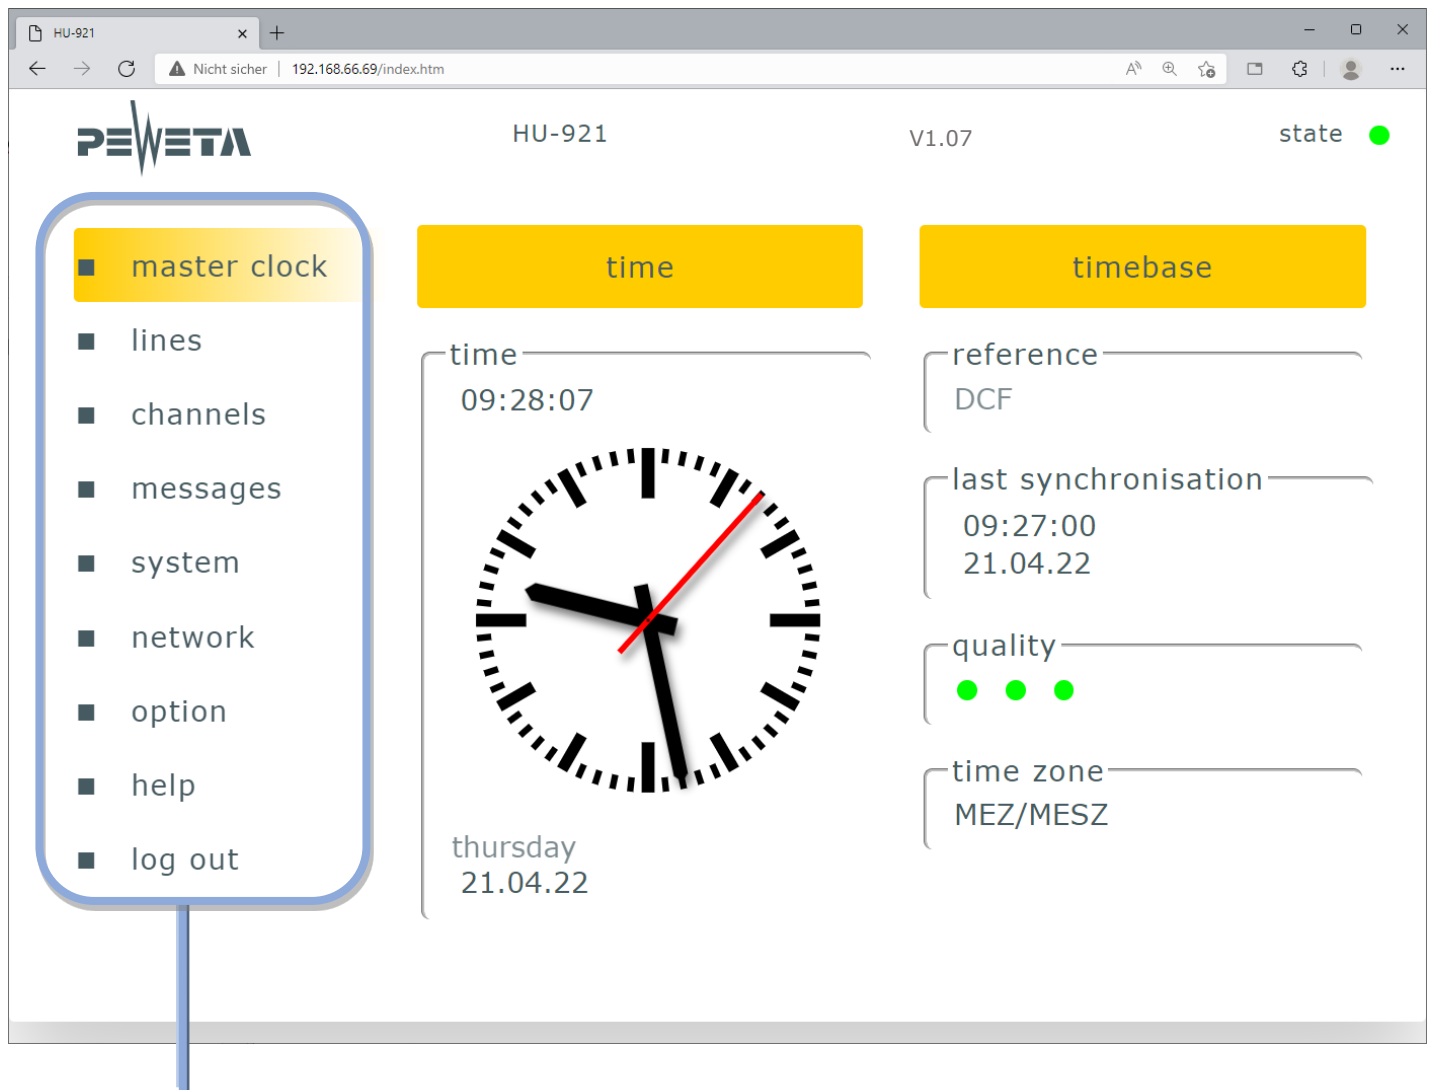 HU-921
Nicht sicher | 192.168.66.69/index.htm
PEWETA
HU-921
V1.07
state
master clock
lines
channels
messages
system
network
option
help
log out
time
time
09:28:07
thursday
21.04.22
timebase
reference
DCF
last synchronisation
09:27:00
21.04.22
quality
time zone
MEZ/MESZ